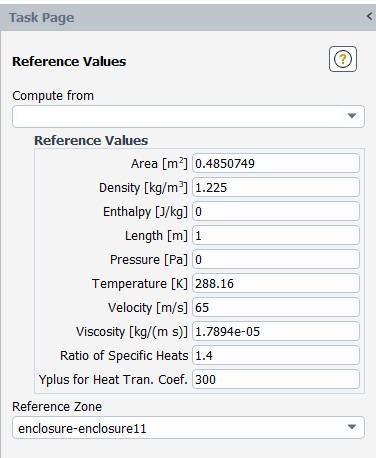 Task Page <
Reference Values ?
Compute from
Reference Values
Area [m²] 0.4850749
Density [kg/m³] 1.225
Enthalpy [J/kg] 0
Length [m] 1
Pressure [Pa] 0
Temperature [K] 288.16
Velocity [m/s] 65
Viscosity [kg/(m s)] 1.7894e-05
Ratio of Specific Heats 1.4
Yplus for Heat Tran. Coef. 300
Reference Zone
enclosure-enclosure11